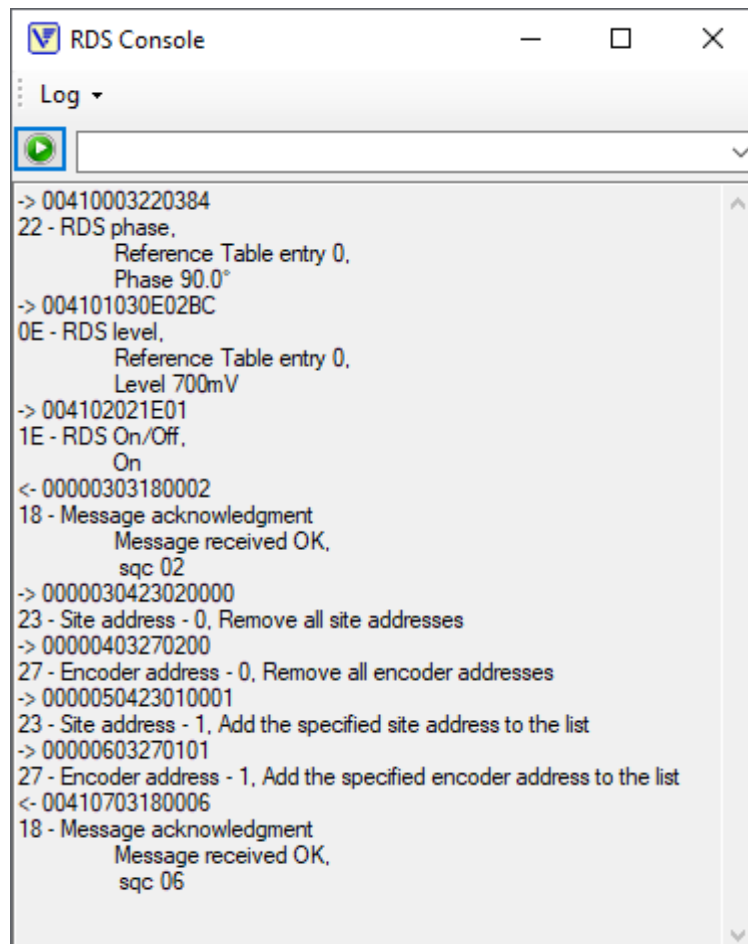 RDS Console
Log
-> 00410003220384
22 - RDS phase,
Reference Table entry 0,
Phase 90.0°
-> 004101030E02BC
0E - RDS level,
Reference Table entry 0,
Level 700mV
-> 004102021E01
1E - RDS On/Off,
On
<- 00000303180002
18 - Message acknowledgment
Message received OK,
sqc 02
-> 0000030423020000
23 - Site address - 0, Remove all site addresses
-> 00000403270200
27 - Encoder address - 0, Remove all encoder addresses
-> 0000050423010001
23 - Site address - 1, Add the specified site address to the list
-> 00000603270101
27 - Encoder address - 1, Add the specified encoder address to the list
<- 00410703180006
18 - Message acknowledgment
Message received OK,
sqc 06